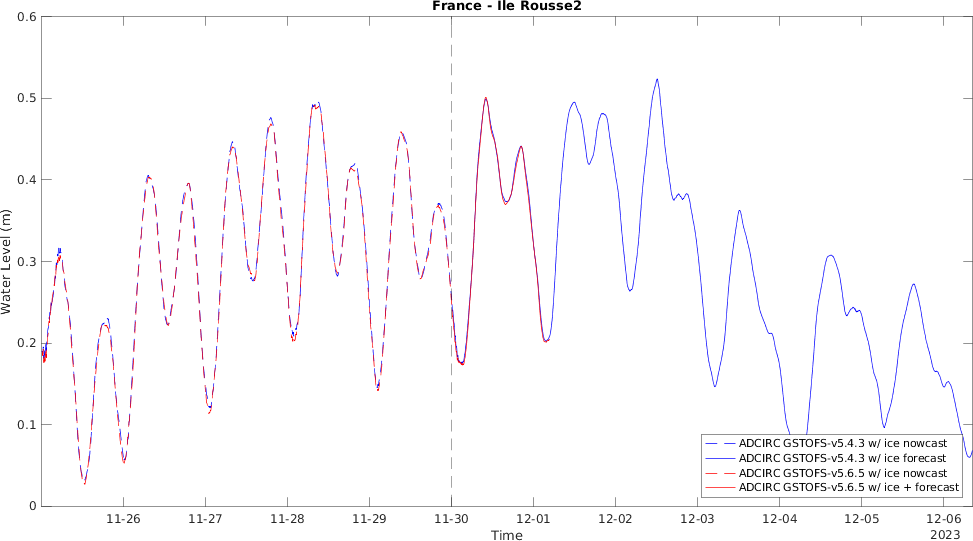 France - Ile Rousse2
0.6
0.5
0.4
0.3
0.2
0.1
0
Water Level (m)
11-26 11-27 11-28 11-29 11-30 12-01 12-02 12-03 12-04 12-05 12-06
2023
Time
ADCIRC GSTOFS-v5.4.3 w/ ice nowcast
ADCIRC GSTOFS-v5.4.3 w/ ice forecast
ADCIRC GSTOFS-v5.6.5 w/ ice nowcast
ADCIRC GSTOFS-v5.6.5 w/ ice + forecast